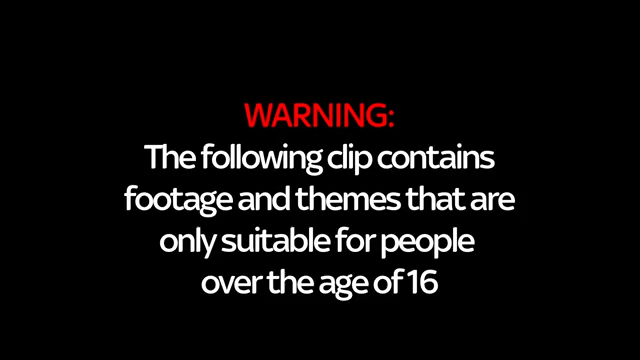 WARNING:
The following clip contains
footage and themes that are
only suitable for people
over the age of 16